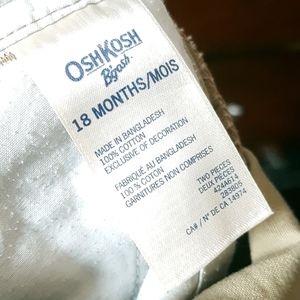 OSHKOSH
B'gosh
18 MONTHS/MOIS
MADE IN BANGLADESH
100% COTTON
EXCLUSIVE OF DECORATION
FABRIQUÉ AU BANGLADESH
100 % COTON
GARNITURES NON COMPRISES
TWO PIECES
DEUX PIÈCES
CA# / N° DE CA 14974